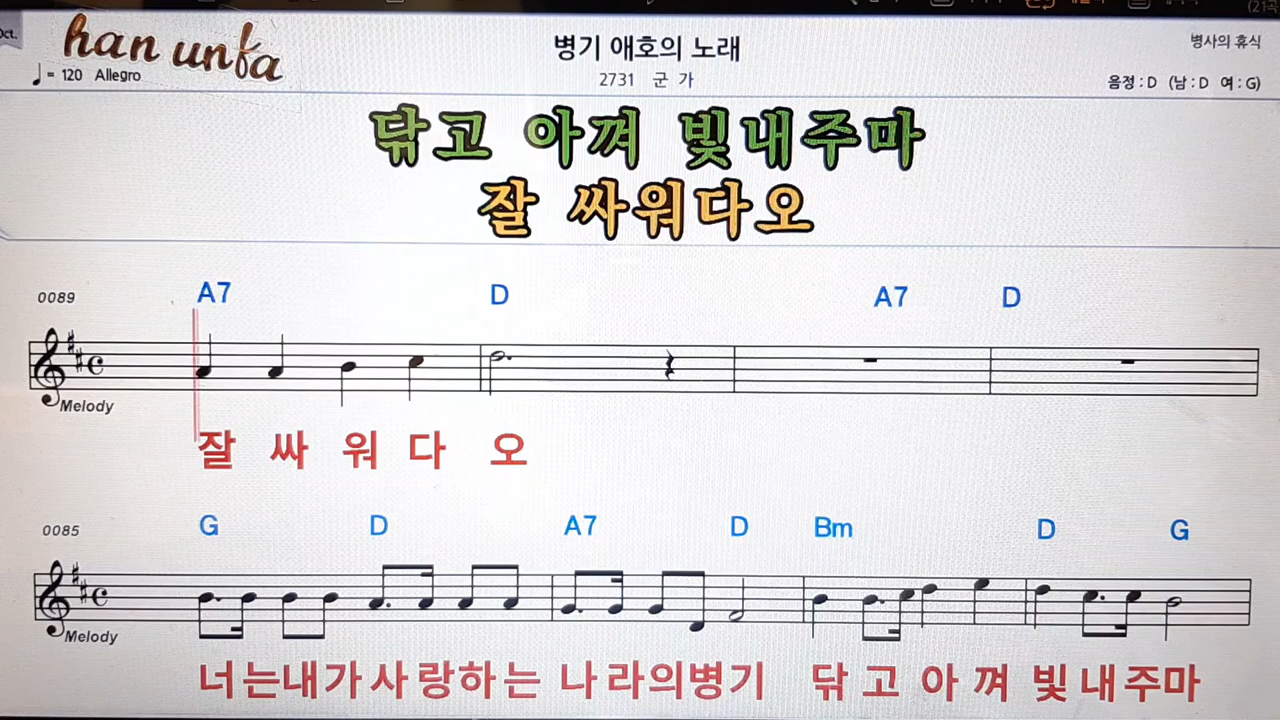 Oct.
han unfa
병기 애호의 노래
병사의 휴식
♩= 120 Allegro
2731 군 가
음정 : D (남 : D 여 : G)
닦고 아껴 빛내주마
잘 싸워다오
A7 D A7 D
0089
Melody
잘 싸 워 다 오
G D A7 D Bm D G
0085
Melody
너는내가사랑하는 나라의병기 닦고아껴 빛내주마